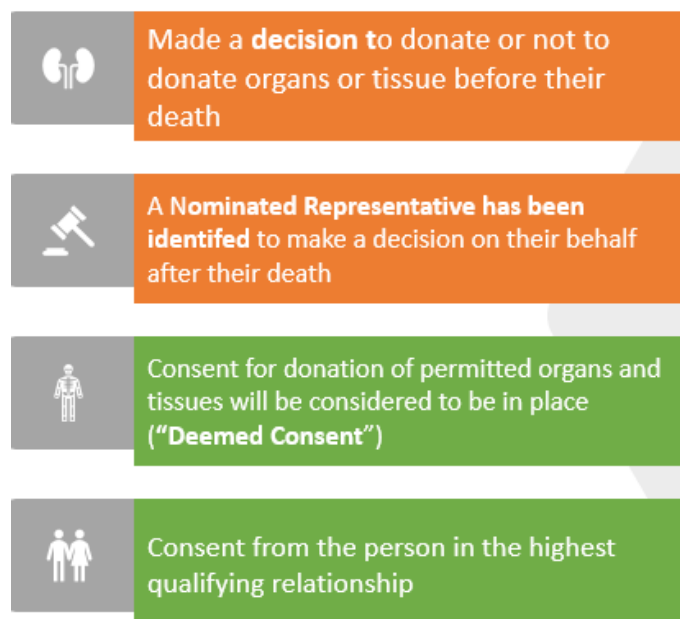 Made a decision to donate or not to
donate organs or tissue before their
death
A Nominated Representative has been
identifed to make a decision on their behalf
after their death
Consent for donation of permitted organs and
tissues will be considered to be in place
(“Deemed Consent”)
Consent from the person in the highest
qualifying relationship